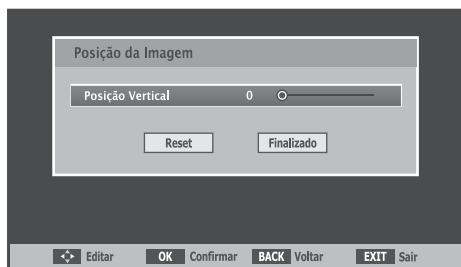 Posição da Imagem
Posição Vertical 0
Reset Finalizado
Editar OK Confirmar BACK Voltar EXIT Sair